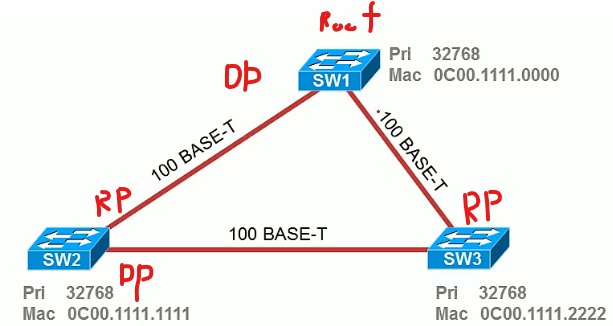 Root
Pri 32768
SW1
Mac 0C00.1111.0000
Dp
100 BASE-T
.100 BASE-T
RP
RP
100 BASE-T
SW2
SW3
Dp
Pri 32768
Mac 0C00.1111.1111
Pri 32768
Mac 0C00.1111.2222